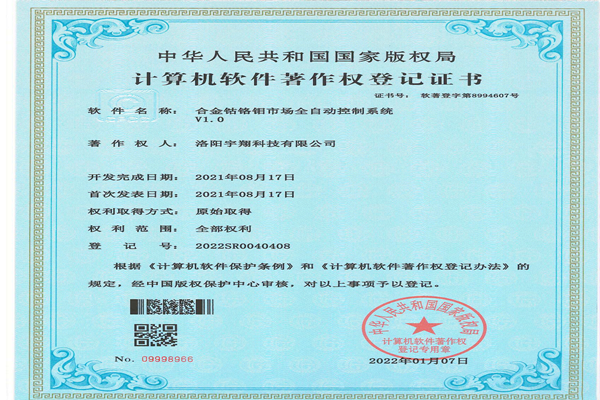 中华人民共和国国家版权局
计算机软件著作权登记证书
证书号： 软著登字第8994607号
软件名称： 合金钴铬钼市场全自动控制系统
V1.0
著作权人： 洛阳宇翔科技有限公司
开发完成日期： 2021年08月17日
首次发表日期： 2021年08月17日
权利取得方式： 原始取得
权利范围： 全部权利
登记号： 2022SR0040408
根据《计算机软件保护条例》和《计算机软件著作权登记办法》的
规定，经中国版权保护中心审核，对以上事项予以登记。
中华人民共和国国家版权局
计算机软件著作权
登记专用章
No. 09998966
2022年01月07日